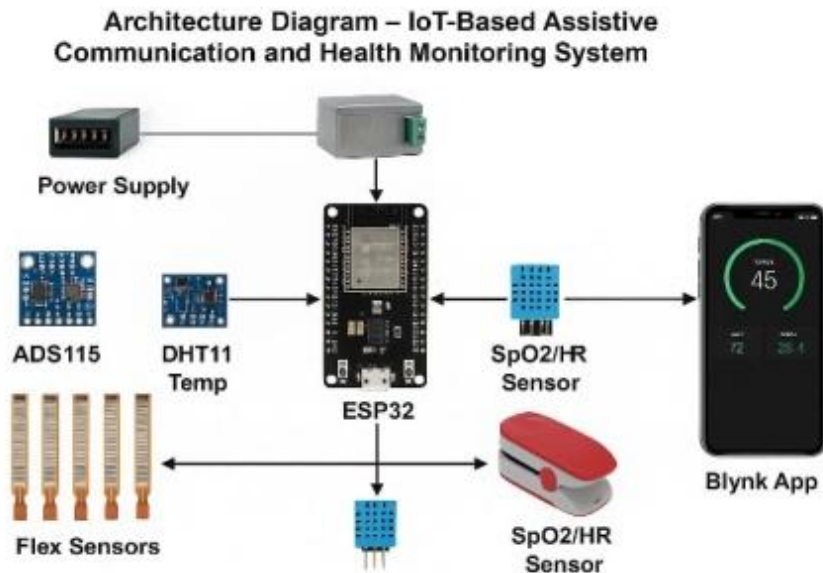 Architecture Diagram – IoT-Based Assistive
Communication and Health Monitoring System
Power Supply
ADS115
DHT11
Temp
ESP32
SpO2/HR
Sensor
45
72
Blynk App
Flex Sensors
SpO2/HR
Sensor